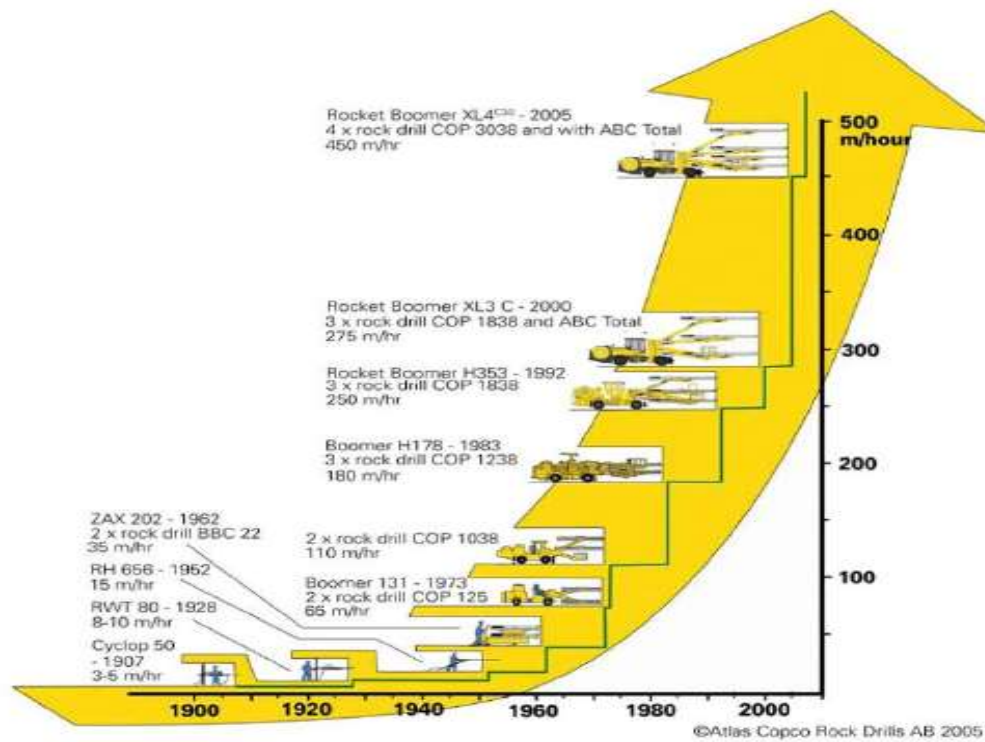 Rocket Boomer XL4C30 - 2005
4 x rock drill COP 3038 and with ABC Total
450 m/hr
500
m/hour
400
Rocket Boomer XL3 C - 2000
3 x rock drill COP 1838 and ABC Total
275 m/hr
300
Rocket Boomer H353 - 1992
3 x rock drill COP 1838
250 m/hr
Boomer H178 - 1983
3 x rock drill COP 1238
180 m/hr
200
ZAX 202 - 1962
2 x rock drill BBC 22
35 m/hr
2 x rock drill COP 1038
110 m/hr
RH 656 - 1952
15 m/hr
Boomer 131 - 1973
2 x rock drill COP 125
65 m/hr
100
RWT 80 - 1928
8-10 m/hr
Cyclop 50
- 1907
3-5 m/hr
1900 1920 1940 1960 1980 2000
©Atlas Copco Rock Drills AB 2005